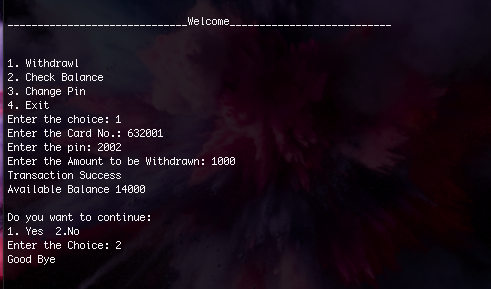 ______________________________Welcome___________________________
1. Withdrawl
2. Check Balance
3. Change Pin
4. Exit
Enter the choice: 1
Enter the Card No.: 632001
Enter the pin: 2002
Enter the Amount to be Withdrawn: 1000
Transaction Success
Available Balance 14000
Do you want to continue:
1. Yes  2.No
Enter the Choice: 2
Good Bye